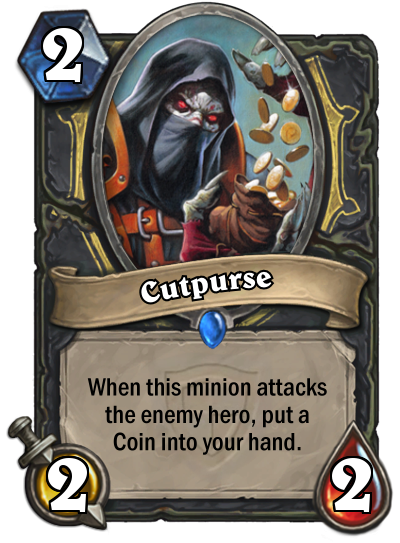 2
Cutpurse
When this minion attacks
the enemy hero, put a
Coin into your hand.
2
2